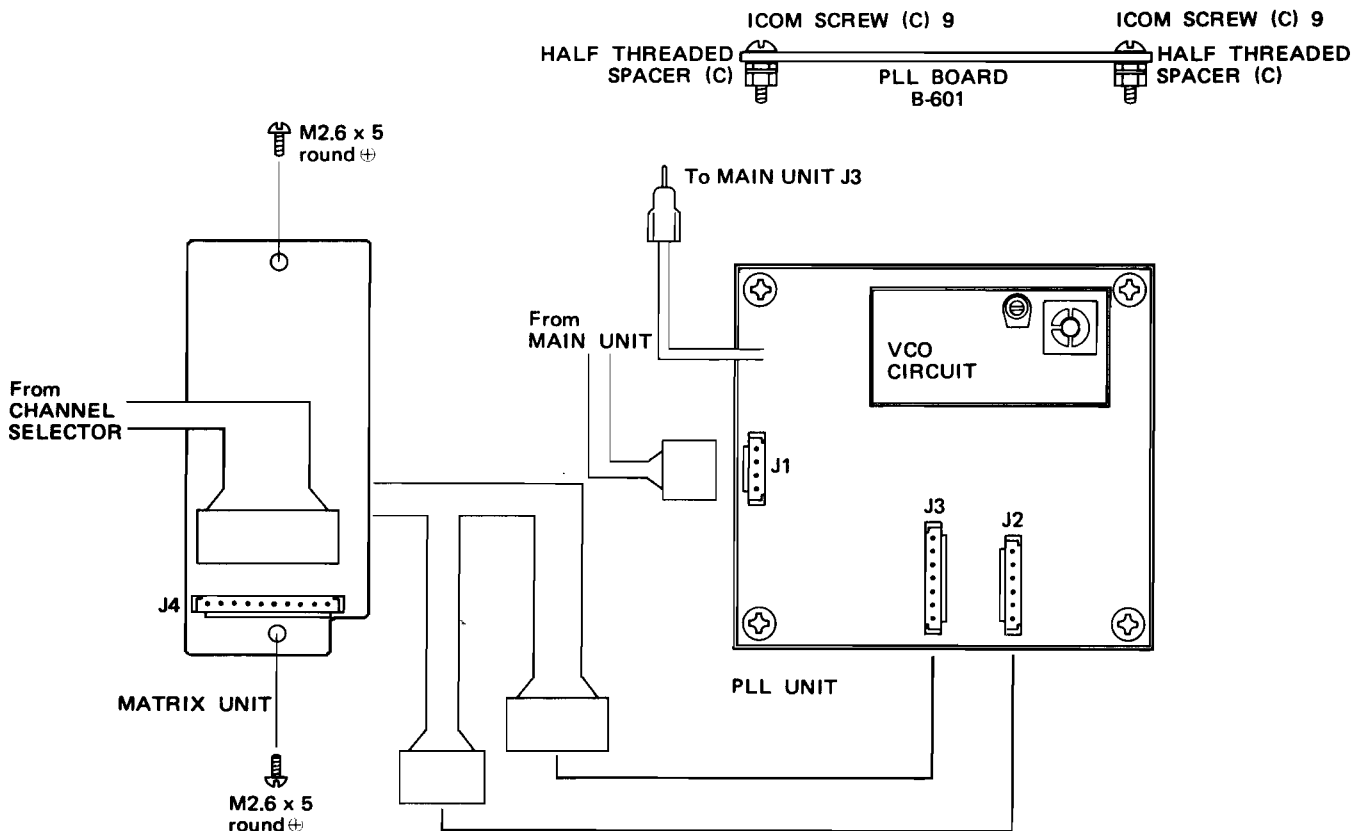 ICOM SCREW (C) 9
ICOM SCREW (C) 9
HALF THREADED
SPACER (C)
PLL BOARD
B-601
HALF THREADED
SPACER (C)
M2.6 x 5
round ⊕
To MAIN UNIT J3
From
MAIN UNIT
VCO
CIRCUIT
From
CHANNEL
SELECTOR
J1
J3
J2
J4
MATRIX UNIT
PLL UNIT
M2.6 x 5
round ⊕